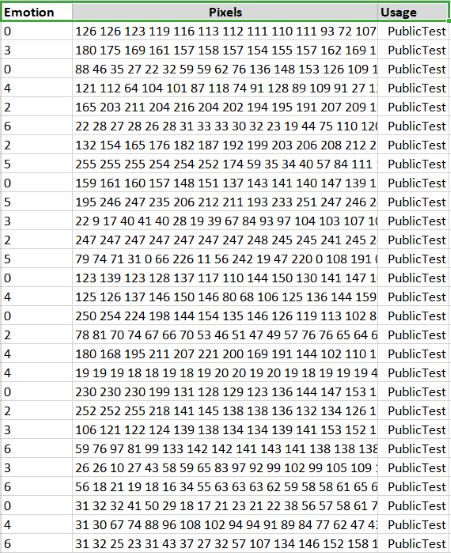 Emotion Pixels Usage
0 126 126 123 119 116 113 112 111 110 111 93 72 107 PublicTest
3 180 175 169 161 157 158 157 154 155 157 162 169 1 PublicTest
0 88 46 35 27 22 32 59 59 62 76 136 148 153 126 109 1 PublicTest
4 121 112 64 104 101 87 118 74 91 128 89 109 91 27 1 PublicTest
2 165 203 211 204 216 204 202 194 195 191 207 209 1 PublicTest
6 22 28 27 28 26 28 31 33 33 30 32 23 19 44 75 110 12 PublicTest
2 132 154 165 176 182 187 192 199 203 206 208 212 2 PublicTest
5 255 255 255 254 254 252 174 59 35 34 40 57 84 111 PublicTest
0 159 161 160 157 148 151 137 143 141 140 147 139 1 PublicTest
5 195 246 247 235 206 212 211 193 233 251 247 246 2 PublicTest
3 22 9 17 40 41 40 28 19 39 67 84 93 97 104 103 107 1 PublicTest
2 247 247 247 247 247 247 247 248 245 245 241 245 2 PublicTest
5 79 74 71 31 0 66 226 11 56 242 19 47 220 0 108 191 PublicTest
0 123 139 123 128 137 117 110 144 150 130 141 147 1 PublicTest
4 125 126 137 146 150 146 80 68 106 125 136 144 159 PublicTest
0 250 254 224 198 144 154 135 146 126 119 113 102 8 PublicTest
2 78 81 70 74 67 66 70 53 46 51 47 49 57 76 76 65 64 6 PublicTest
4 180 168 195 211 207 221 200 169 191 144 102 110 1 PublicTest
4 19 19 19 18 18 19 18 19 20 20 19 20 19 18 19 19 19 4 PublicTest
0 230 230 230 199 131 128 129 123 136 144 147 153 1 PublicTest
2 252 252 255 218 141 145 138 138 136 132 134 126 1 PublicTest
3 106 121 122 124 139 138 134 134 139 141 153 152 1 PublicTest
6 59 76 97 81 99 133 142 142 141 143 141 138 138 138 PublicTest
3 26 26 10 27 43 58 59 65 83 97 92 99 102 99 105 109 PublicTest
6 56 18 21 19 18 16 34 55 63 63 63 62 59 58 58 61 65 6 PublicTest
0 31 32 32 41 50 29 18 17 21 23 21 22 38 56 57 58 61 7 PublicTest
4 31 30 67 74 88 96 108 102 94 94 91 89 84 77 62 47 4 PublicTest
6 31 32 25 23 31 43 37 27 32 57 107 134 146 152 158 1 PublicTest